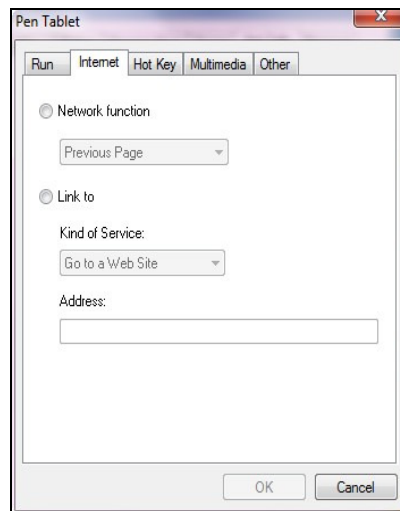 Pen Tablet
Run Internet Hot Key Multimedia Other
Network function
Previous Page
Link to
Kind of Service:
Go to a Web Site
Address:
OK Cancel